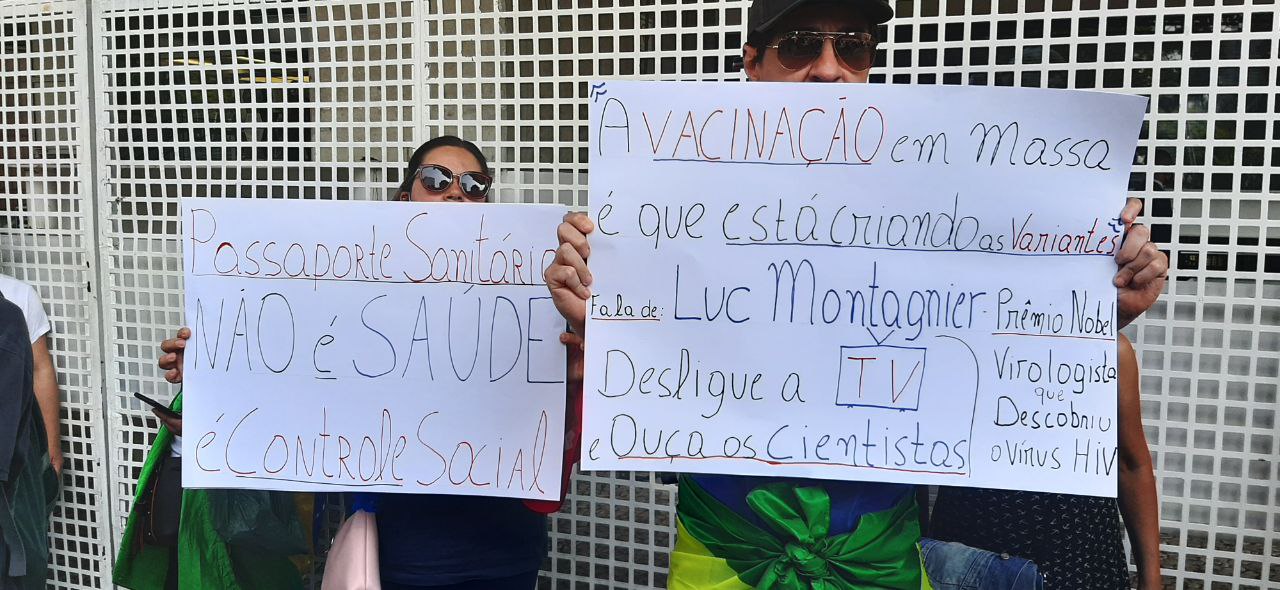 Passaporte Sanitário
NÃO é SAÚDE
é Controle Social
"A VACINAÇÃO em Massa
é que está criando as Variantes"
Fala de: Luc Montagnier - Prêmio Nobel
Virologista
que
Descobriu
o Vírus HiV
Desligue a TV
e Ouça os Cientistas